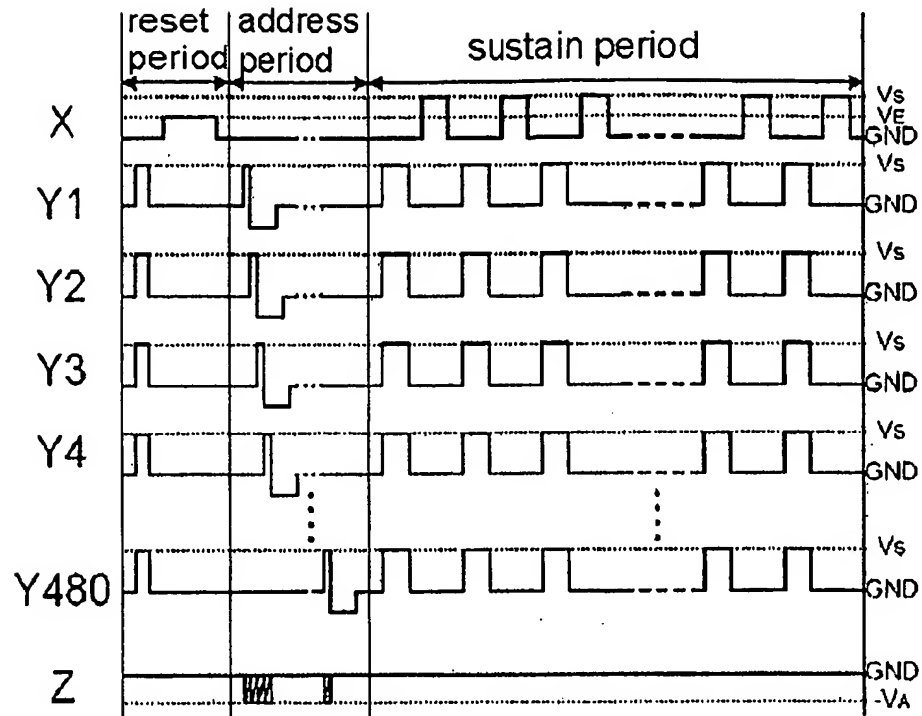 reset period
address period
sustain period
X
Vs
VE
GND
Y1
Vs
GND
Y2
Vs
GND
Y3
Vs
GND
Y4
Vs
GND
Y480
Vs
GND
Z
GND
-VA